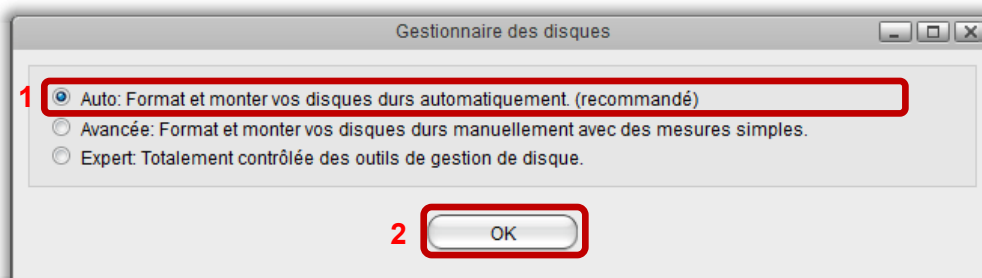 Gestionnaire des disques
1 Auto: Format et monter vos disques durs automatiquement. (recommandé)
Avancée: Format et monter vos disques durs manuellement avec des mesures simples.
Expert: Totalement contrôlée des outils de gestion de disque.
2 OK